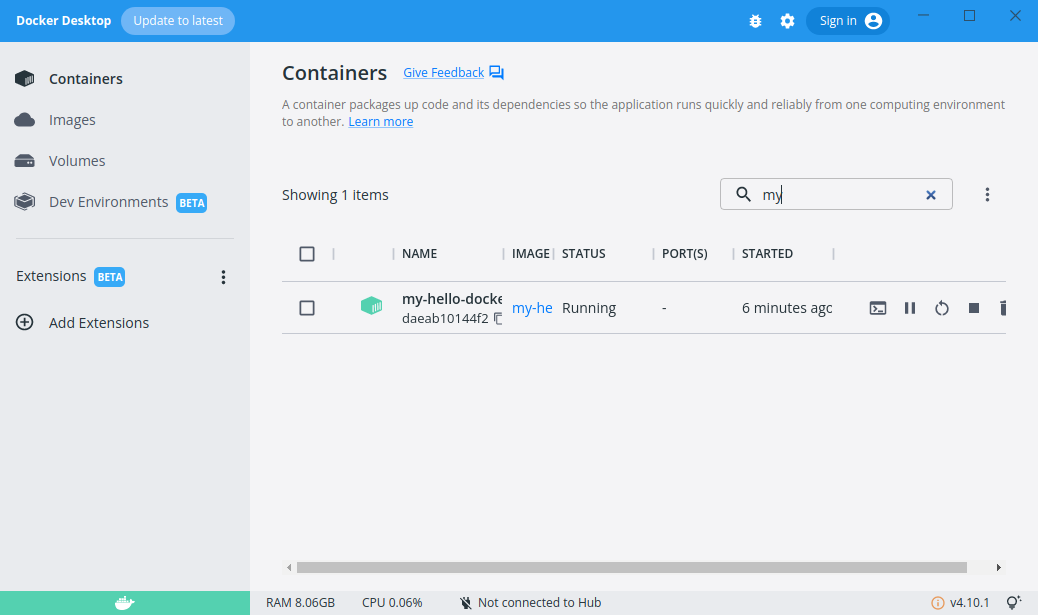 Docker Desktop Update to latest Sign in
Containers
Images
Volumes
Dev Environments BETA
Extensions BETA
Add Extensions
Containers Give Feedback
A container packages up code and its dependencies so the application runs quickly and reliably from one computing environment
to another. Learn more
Showing 1 items my
NAME IMAGE STATUS PORT(S) STARTED
my-hello-docke
daeab10144f2
my-he Running - 6 minutes agc
RAM 8.06GB CPU 0.06% Not connected to Hub v4.10.1